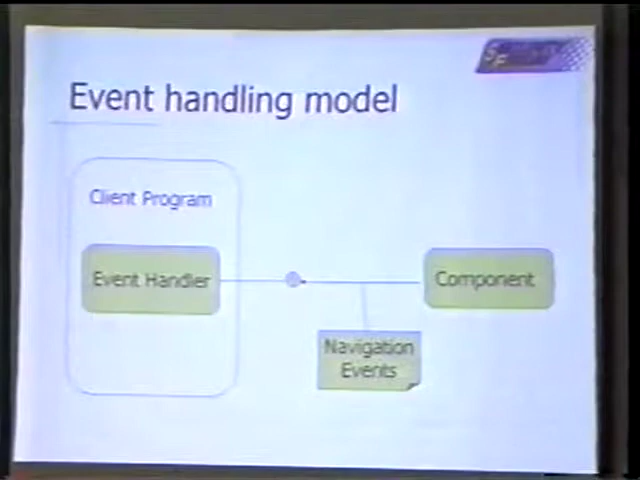 Event handling model
Client Program
Event Handler
Component
Navigation
Events